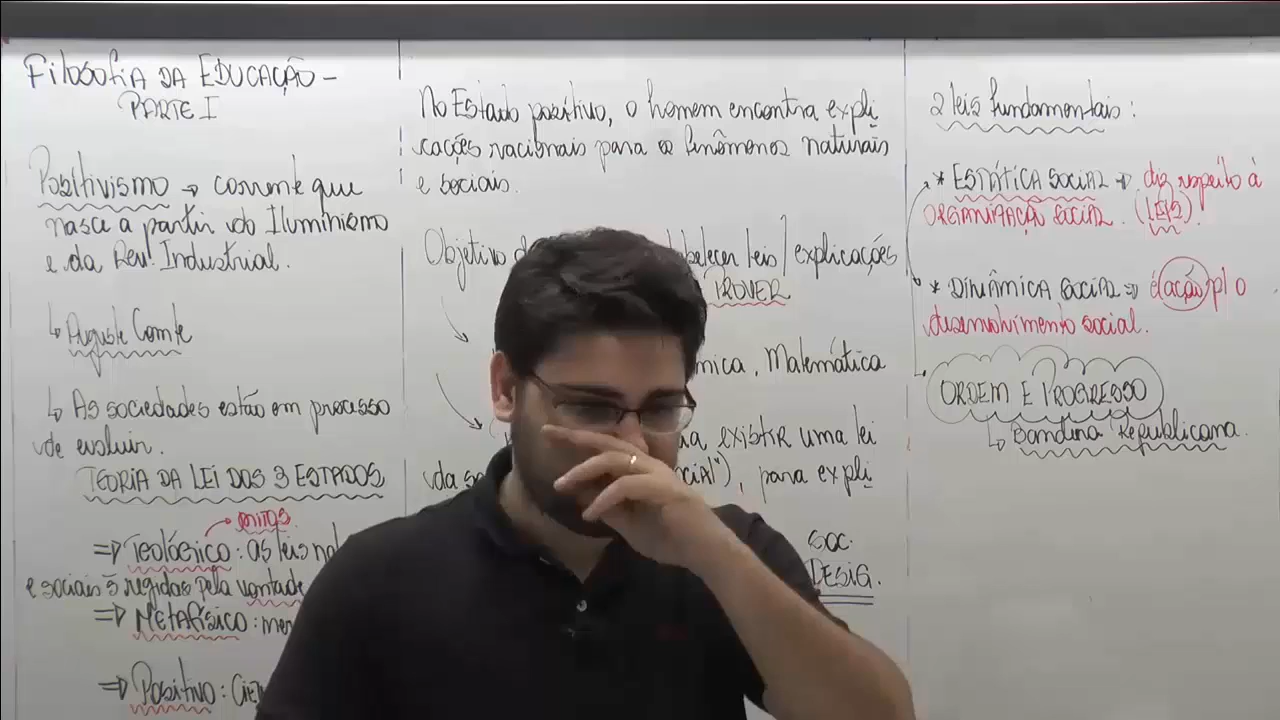 Filosofia da Educação –
Parte I
Positivismo → corrente que
nasce a partir do Iluminismo
e da Rev. Industrial.
↳ Auguste Comte
↳ As sociedades estão em processo
de evoluir.
Teoria da Lei dos 3 Estados
mitos
⇒ Teológico: as leis
e sociais s regidas pela vontade
⇒ Metafísico:
⇒ Positivo:
No Estado positivo, o homem encontra expli
cações racionais para os fenômenos naturais
e sociais.
Objetivo leis/explicações
PROVER
Matemática
existir uma lei
da para expli
SOC.
DESIG.
2 leis fundamentais:
* Estática Social → diz respeito à
organização social. (LEIS).
* Dinâmica Social ⇒ é a ação p/ o
desenvolvimento social.
ORDEM E PROGRESSO
↳ Bandeira Republicana.